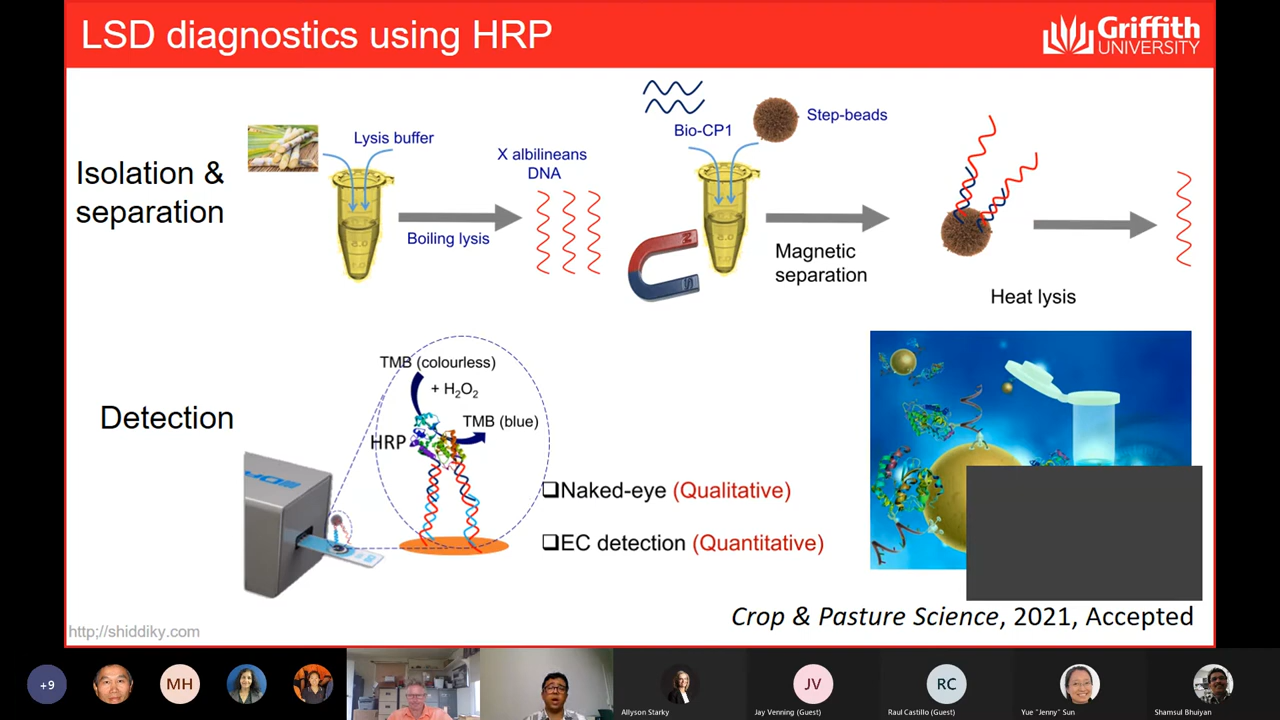 LSD diagnostics using HRP
Griffith
UNIVERSITY
Isolation &
separation
Lysis buffer
Boiling lysis
X albilineans
DNA
Bio-CP1
Step-beads
N
S
Magnetic
separation
Heat lysis
Detection
TMB (colourless)
+ H₂O₂
TMB (blue)
HRP
❑Naked-eye (Qualitative)
❑EC detection (Quantitative)
Crop & Pasture Science, 2021, Accepted
http;//shiddiky.com
+9
MH
JV
RC
Allyson Starky
Jay Venning (Guest)
Raul Castillo (Guest)
Yue "Jenny" Sun
Shamsul Bhuiyan